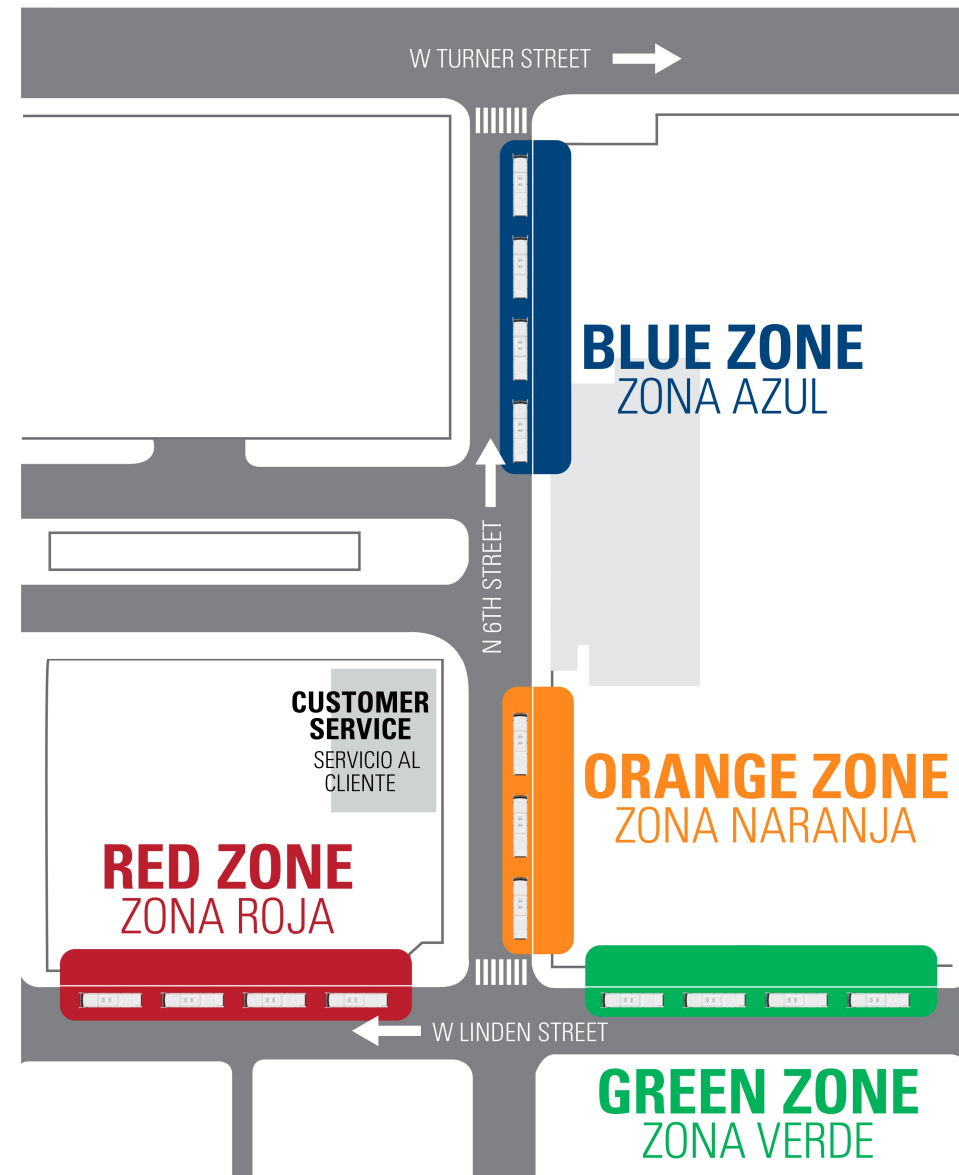 W TURNER STREET
BLUE ZONE
ZONA AZUL
N 6TH STREET
CUSTOMER
SERVICE
SERVICIO AL
CLIENTE
ORANGE ZONE
ZONA NARANJA
RED ZONE
ZONA ROJA
W LINDEN STREET
GREEN ZONE
ZONA VERDE